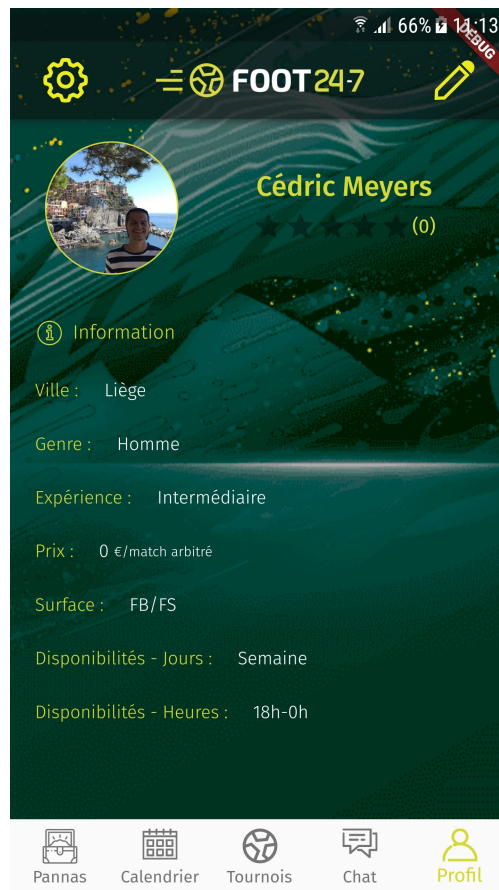 66% 11:13
DEBUG
FOOT24·7
Cédric Meyers
(0)
Information
Ville : Liège
Genre : Homme
Expérience : Intermédiaire
Prix : 0 €/match arbitré
Surface : FB/FS
Disponibilités - Jours : Semaine
Disponibilités - Heures : 18h-0h
Pannas Calendrier Tournois Chat Profil